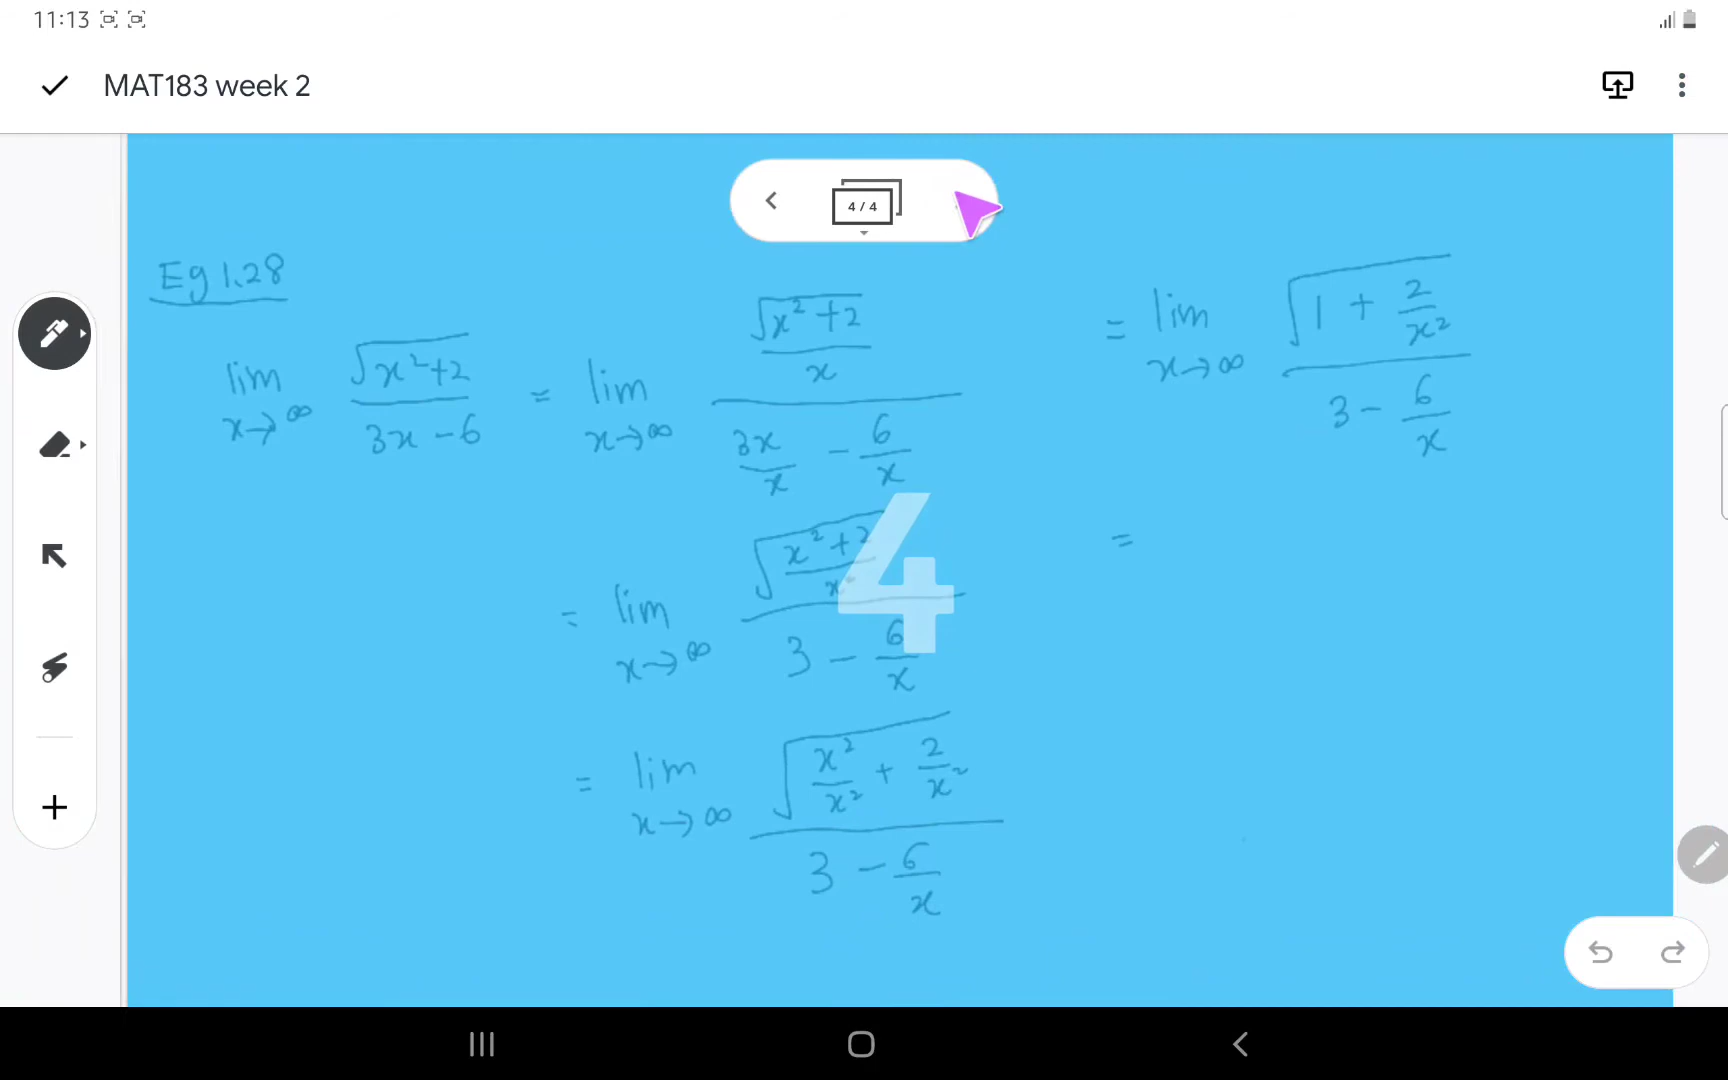 11:13
MAT183 week 2
4 / 4
Eg 1.28
lim x→∞ √x²+2 / 3x - 6 = lim x→∞ √x²+2 / x / 3x/x - 6/x
= lim x→∞ √x²+2 / x² / 3 - 6/x
= lim x→∞ √x²/x² + 2/x² / 3 - 6/x
= lim x→∞ √1 + 2/x² / 3 - 6/x
=
4